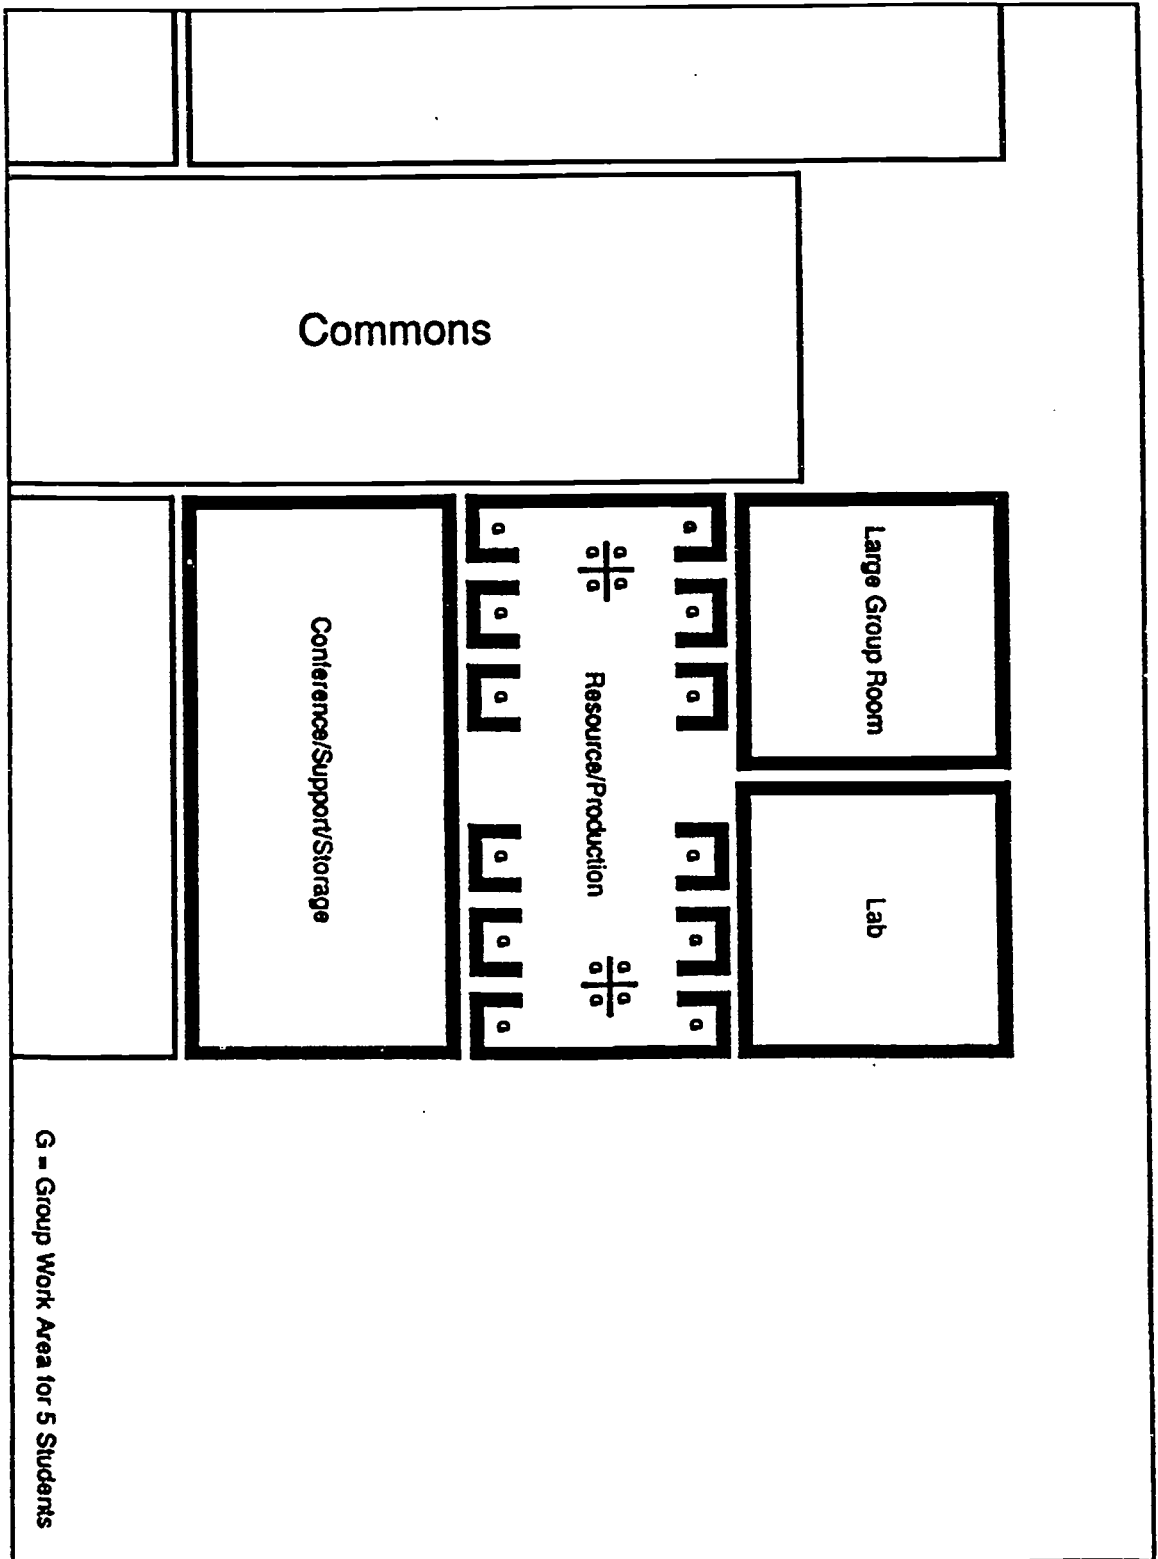 Commons
Large Group Room
Lab
G G G G G G
G G
G G
Resource/Production
G G
G G
G G G G G G
Conference/Support/Storage
G = Group Work Area for 5 Students